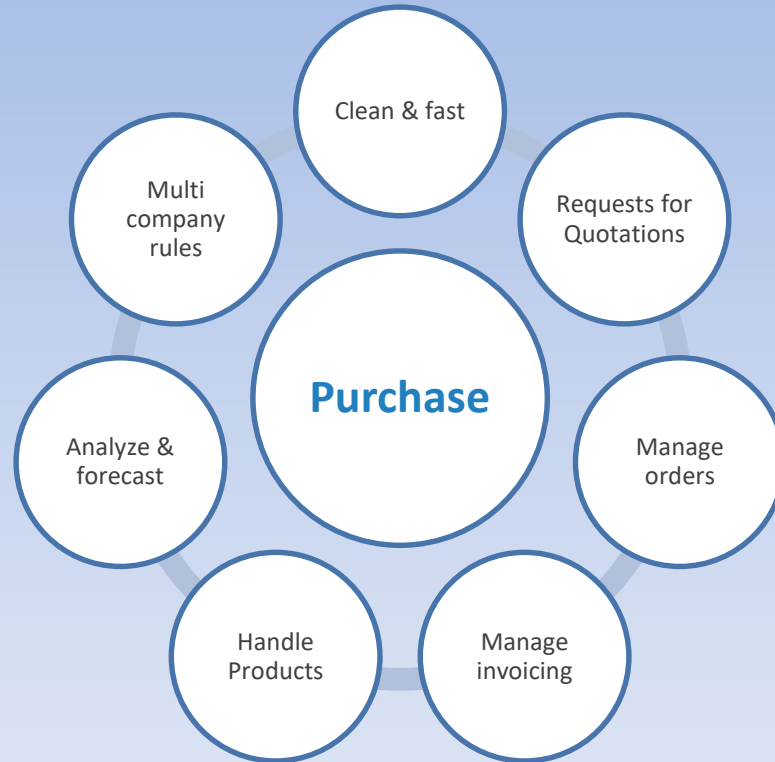 Clean & fast
Requests for
Quotations
Manage
orders
Manage
invoicing
Handle
Products
Analyze &
forecast
Multi
company
rules
Purchase